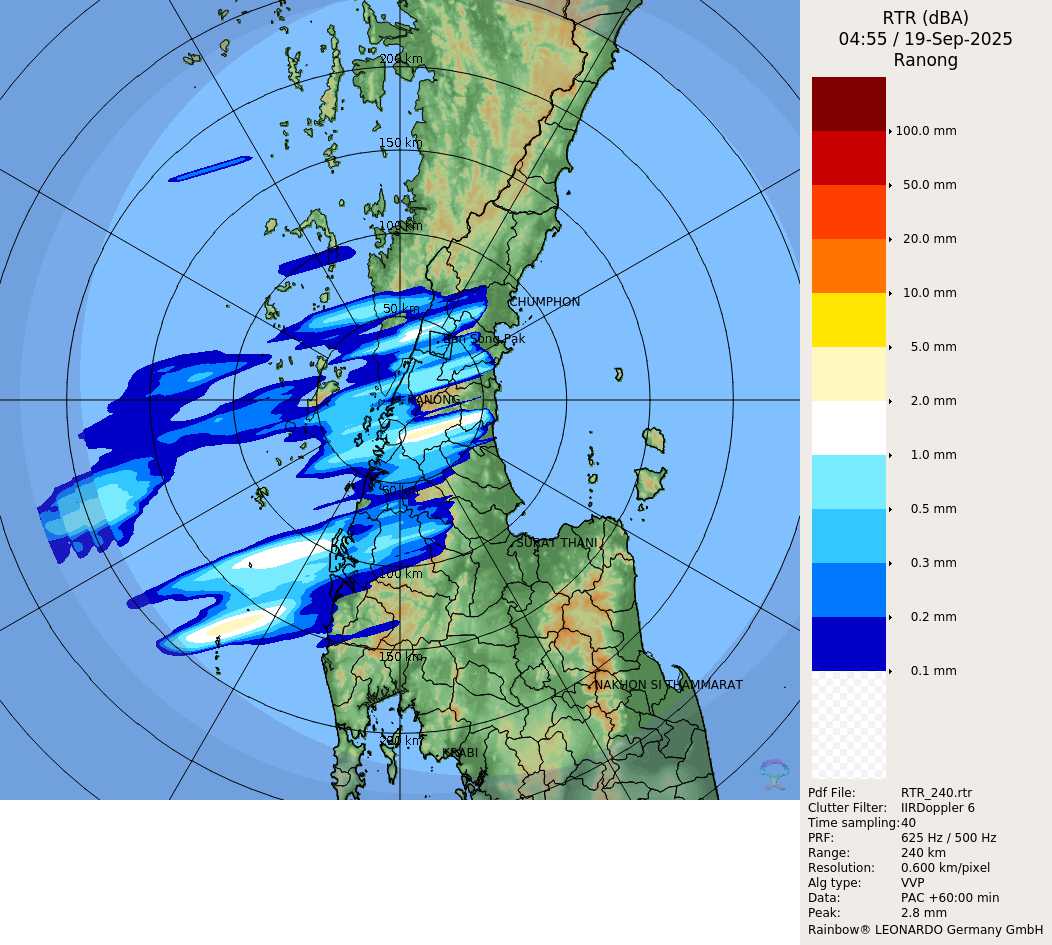 RTR (dBA)
04:55 / 19-Sep-2025
Ranong
200 km
150 km
100 km
50 km
CHUMPHON
Ban Song Pak
RANONG
50 km
SURAT THANI
100 km
150 km
NAKHON SI THAMMARAT
200 km
KRABI
100.0 mm
50.0 mm
20.0 mm
10.0 mm
5.0 mm
2.0 mm
1.0 mm
0.5 mm
0.3 mm
0.2 mm
0.1 mm
Pdf File: RTR_240.rtr
Clutter Filter: IIRDoppler 6
Time sampling:40
PRF: 625 Hz / 500 Hz
Range: 240 km
Resolution: 0.600 km/pixel
Alg type: VVP
Data: PAC +60:00 min
Peak: 2.8 mm
Rainbow® LEONARDO Germany GmbH